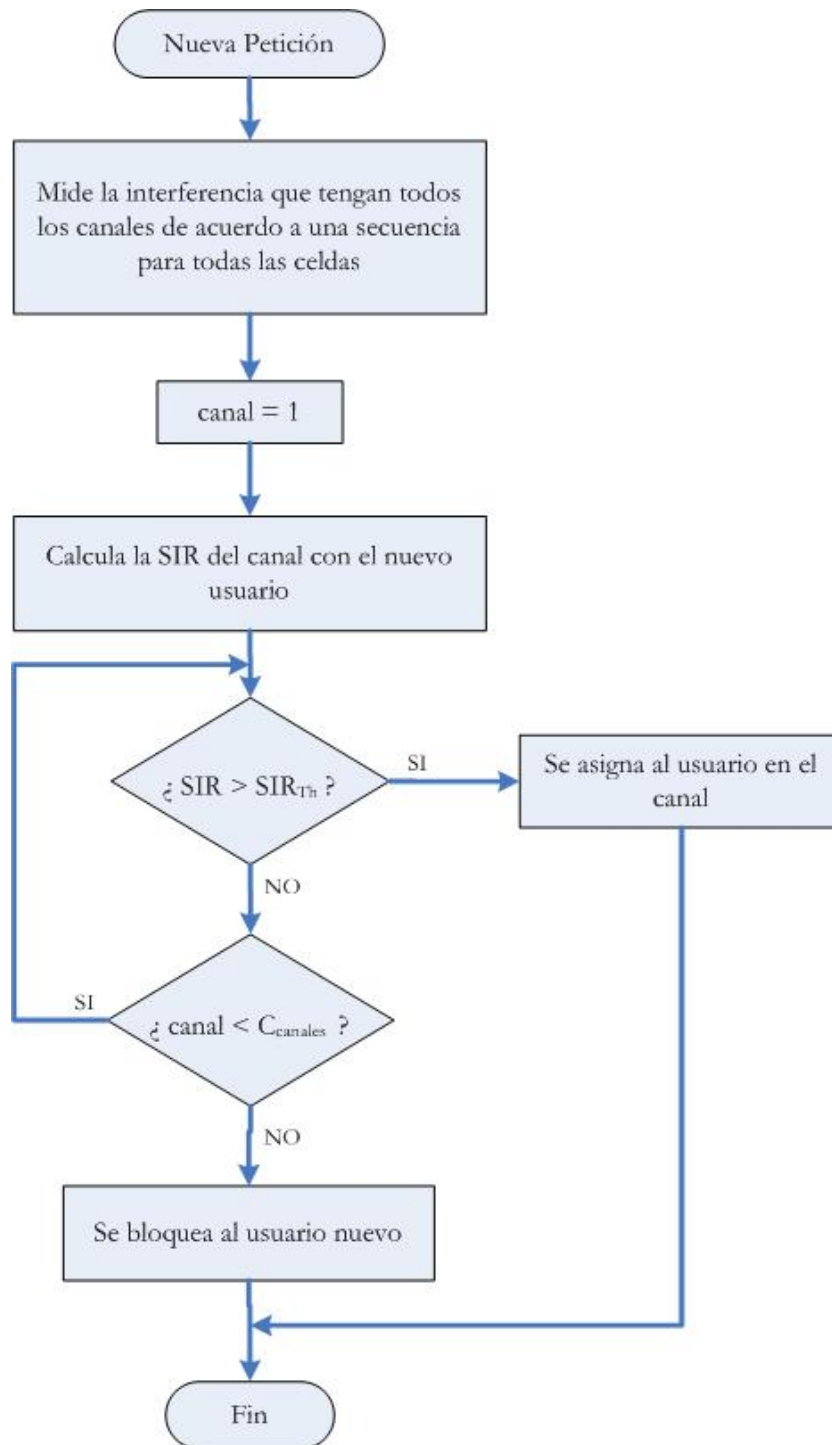 Nueva Petición
Mide la interferencia que tengan todos
los canales de acuerdo a una secuencia
para todas las celdas
canal = 1
Calcula la SIR del canal con el nuevo
usuario
¿ SIR > SIRTh ?
SI
Se asigna al usuario en el
canal
NO
SI
¿ canal < Ccanales ?
NO
Se bloquea al usuario nuevo
Fin